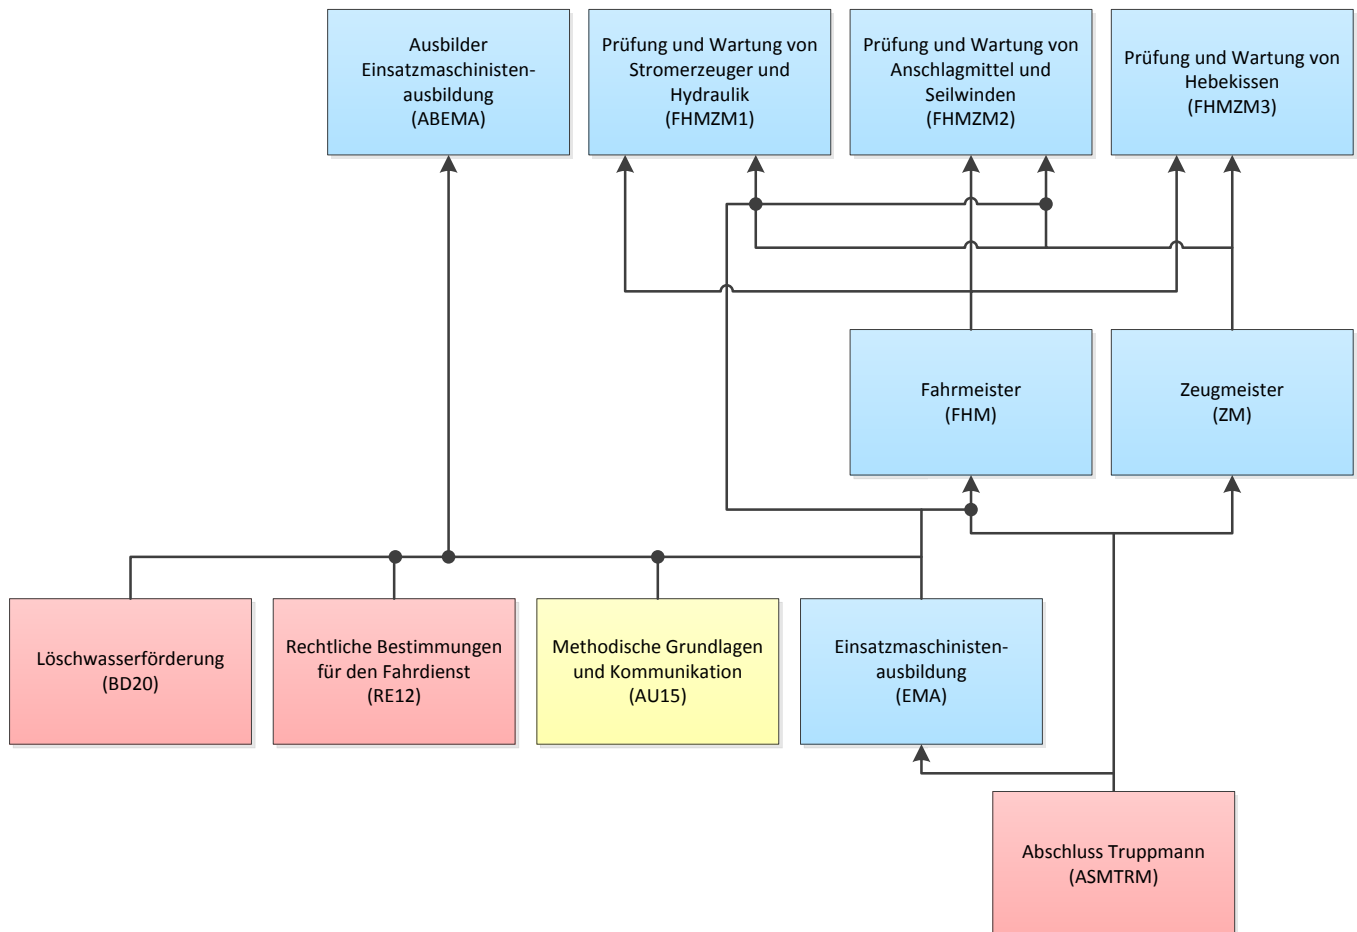 Ausbilder
Einsatzmaschinisten-
ausbildung
(ABEMA)
Prüfung und Wartung von
Stromerzeuger und
Hydraulik
(FHMZM1)
Prüfung und Wartung von
Anschlagmittel und
Seilwinden
(FHMZM2)
Prüfung und Wartung von
Hebekissen
(FHMZM3)
Fahrmeister
(FHM)
Zeugmeister
(ZM)
Löschwasserförderung
(BD20)
Rechtliche Bestimmungen
für den Fahrdienst
(RE12)
Methodische Grundlagen
und Kommunikation
(AU15)
Einsatzmaschinisten-
ausbildung
(EMA)
Abschluss Truppmann
(ASMTRM)